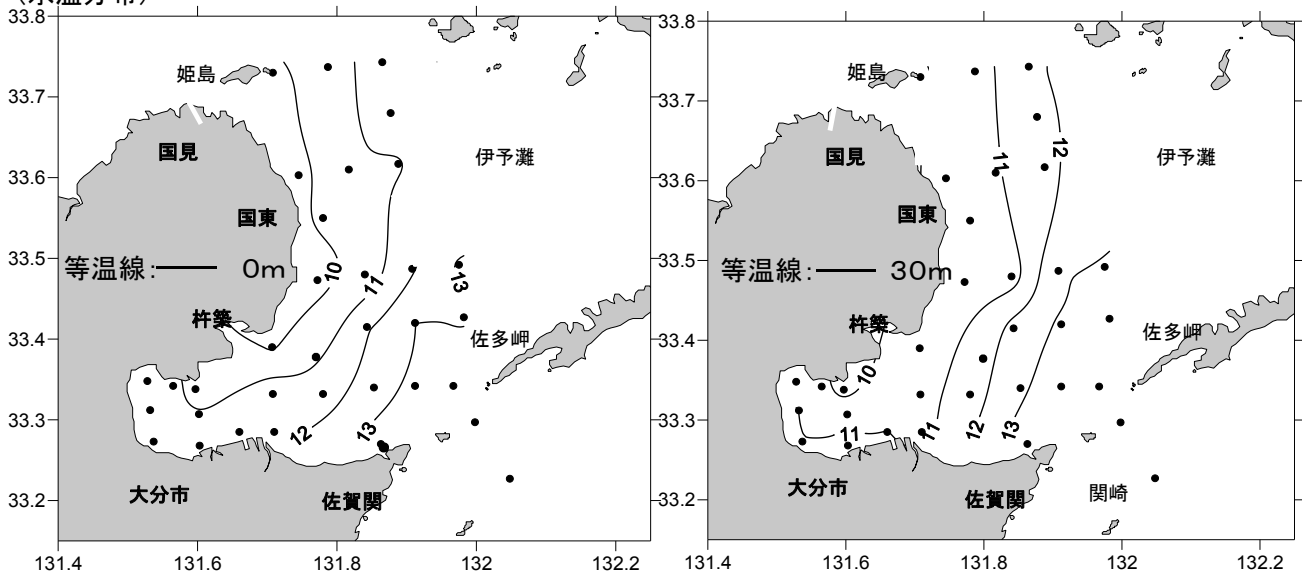 (水温分布)
33.8
33.7
33.6
33.5
33.4
33.3
33.2
131.4
131.6
131.8
132
132.2
姫島
国見
国東
伊予灘
等温線: 0m
杵築
佐多岬
大分市
佐賀関
10
11
12
13
13
33.8
33.7
33.6
33.5
33.4
33.3
33.2
131.4
131.6
131.8
132
132.2
姫島
国見
国東
伊予灘
等温線: 30m
杵築
佐多岬
大分市
佐賀関
関崎
11
12
10
11
11
12
13